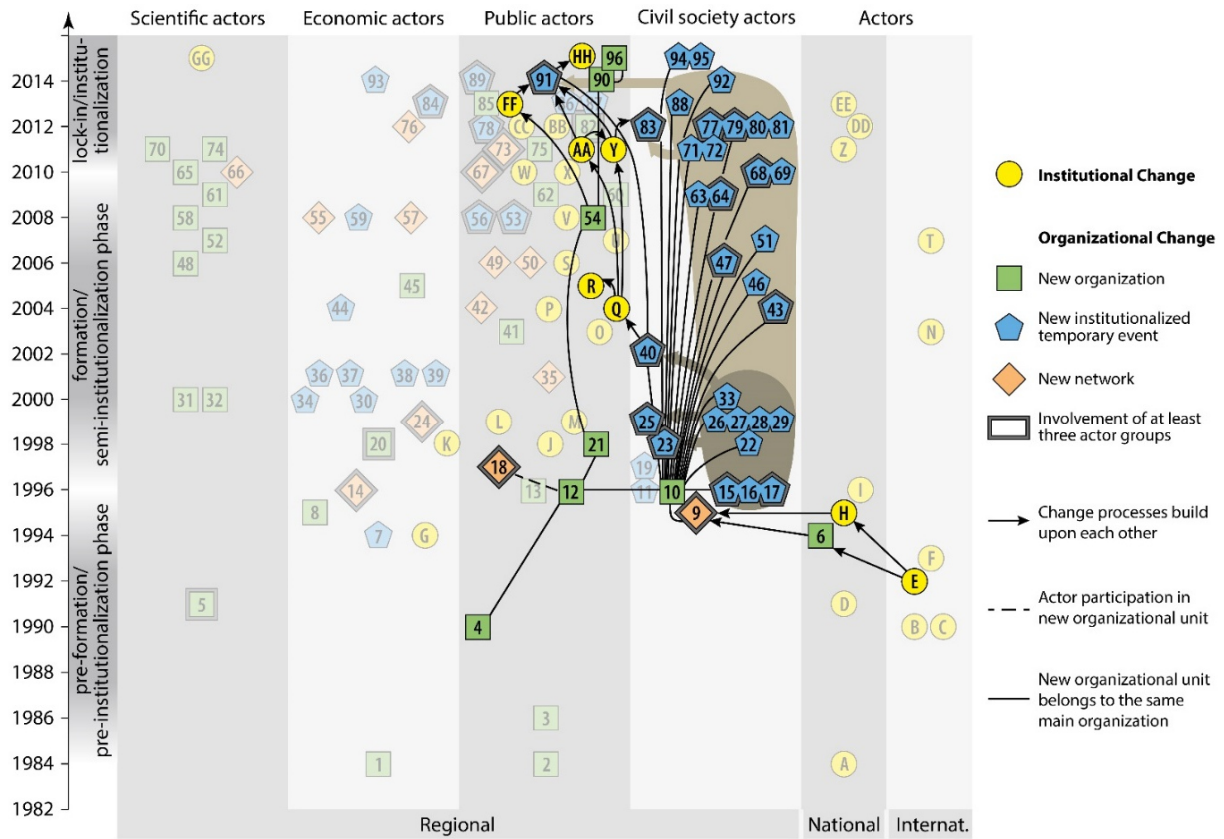 Scientific actors
Economic actors
Public actors
Civil society actors
Actors
lock-in/institu-
tionalization
formation/
semi-institutionalization phase
pre-formation/
pre-institutionalization phase
2014
2012
2010
2008
2006
2004
2002
2000
1998
1996
1994
1992
1990
1988
1986
1984
1982
GG
HH
96
94 95
93
89
91
90
92
84
85
FF
88
EE
76
78
CC
BB
82
83
77 79 80 81
DD
70
74
73
75
AA
Y
71 72
Z
65
66
67
W
X
68 69
61
62
60
63 64
58
55
59
57
56
53
V
54
52
U
51
T
48
49
50
S
47
45
R
46
44
42
P
Q
43
41
O
N
40
36 37 38 39
35
31 32
34
30
33
24
L
M
25
26 27 28 29
20
K
J
21
23
22
18
19
14
13
12
11
10
15 16 17
I
8
9
H
7
G
6
F
E
5
D
4
B
C
3
1
2
A
Regional
National
Internat.
Institutional Change
Organizational Change
New organization
New institutionalized
temporary event
New network
Involvement of at least
three actor groups
Change processes build
upon each other
Actor participation in
new organizational unit
New organizational unit
belongs to the same
main organization